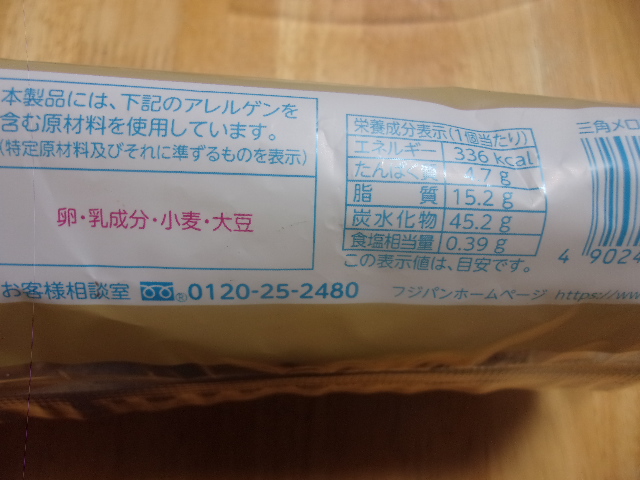 本製品には、下記のアレルゲンを
含む原材料を使用しています。
(特定原材料及びそれに準ずるものを表示)
卵・乳成分・小麦・大豆
栄養成分表示(1個当たり)
エネルギー 336 kcal
たんぱく質 4.7 g
脂質 15.2 g
炭水化物 45.2 g
食塩相当量 0.39 g
この表示値は、目安です。
三角メロ
4 9024
お客様相談室 0120-25-2480
フジパンホームページ https://ww